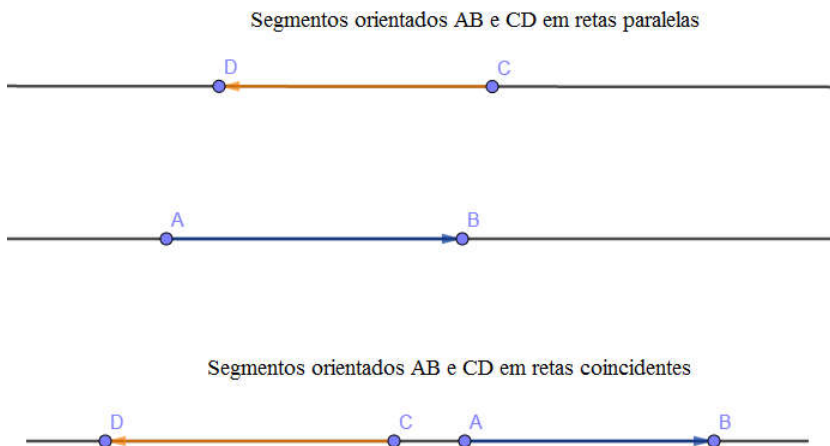 Segmentos orientados AB e CD em retas paralelas
D C
A B
Segmentos orientados AB e CD em retas coincidentes
D C A B